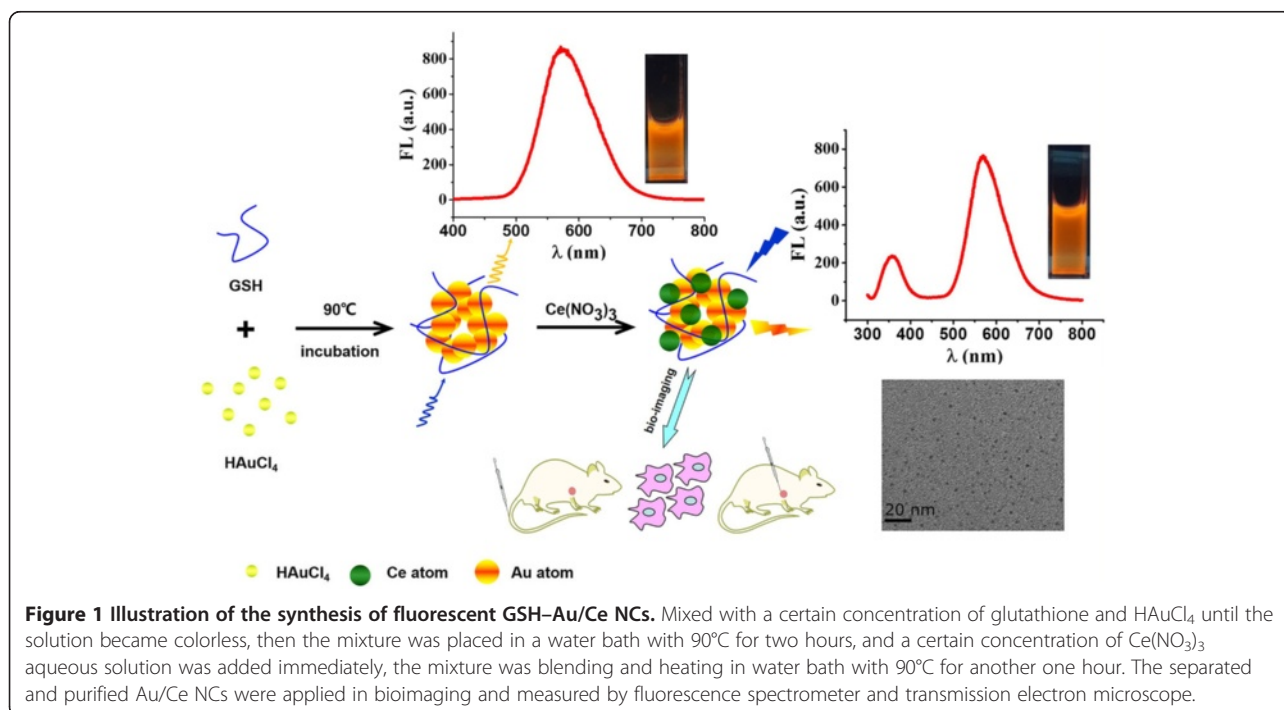 800
600
400
200
0
FL (a.u.)
400 500 600 700 800
λ (nm)
800
600
400
200
0
FL (a.u.)
300 400 500 600 700 800
λ (nm)
GSH
+
HAuCl₄
90℃
incubation
Ce(NO₃)₃
bio-imaging
20 nm
HAuCl₄ Ce atom Au atom
Figure 1 Illustration of the synthesis of fluorescent GSH–Au/Ce NCs. Mixed with a certain concentration of glutathione and HAuCl₄ until the
solution became colorless, then the mixture was placed in a water bath with 90°C for two hours, and a certain concentration of Ce(NO₃)₃
aqueous solution was added immediately, the mixture was blending and heating in water bath with 90°C for another one hour. The separated
and purified Au/Ce NCs were applied in bioimaging and measured by fluorescence spectrometer and transmission electron microscope.